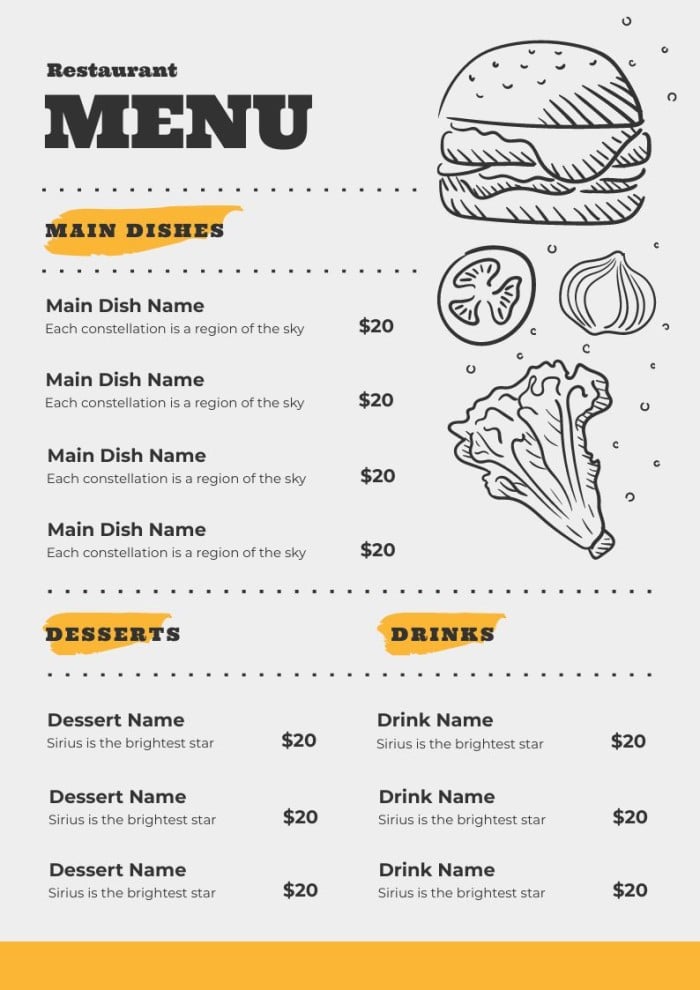 Restaurant
MENU
MAIN DISHES
Main Dish Name
Each constellation is a region of the sky
$20
Main Dish Name
Each constellation is a region of the sky
$20
Main Dish Name
Each constellation is a region of the sky
$20
Main Dish Name
Each constellation is a region of the sky
$20
DESSERTS
Dessert Name
Sirius is the brightest star
$20
Dessert Name
Sirius is the brightest star
$20
Dessert Name
Sirius is the brightest star
$20
DRINKS
Drink Name
Sirius is the brightest star
$20
Drink Name
Sirius is the brightest star
$20
Drink Name
Sirius is the brightest star
$20